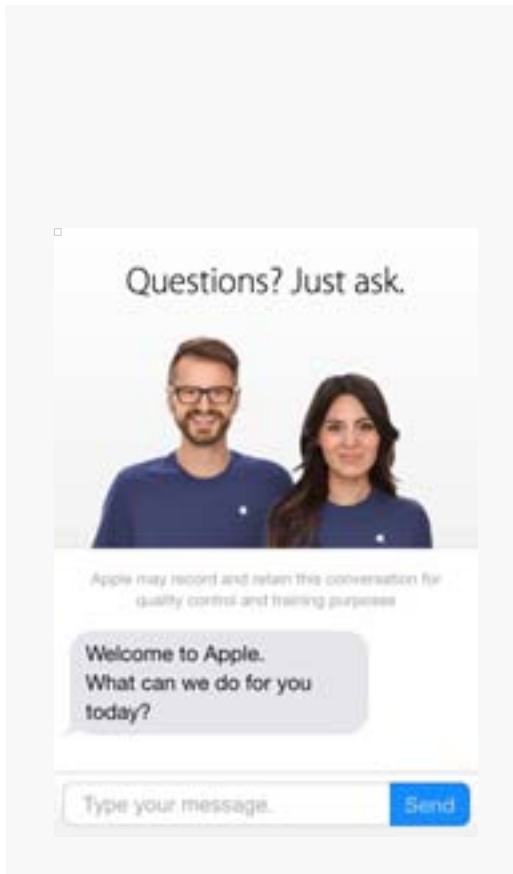 Questions? Just ask.
Apple may record and retain this conversation for
quality control and training purposes
Welcome to Apple.
What can we do for you
today?
Type your message.
Send